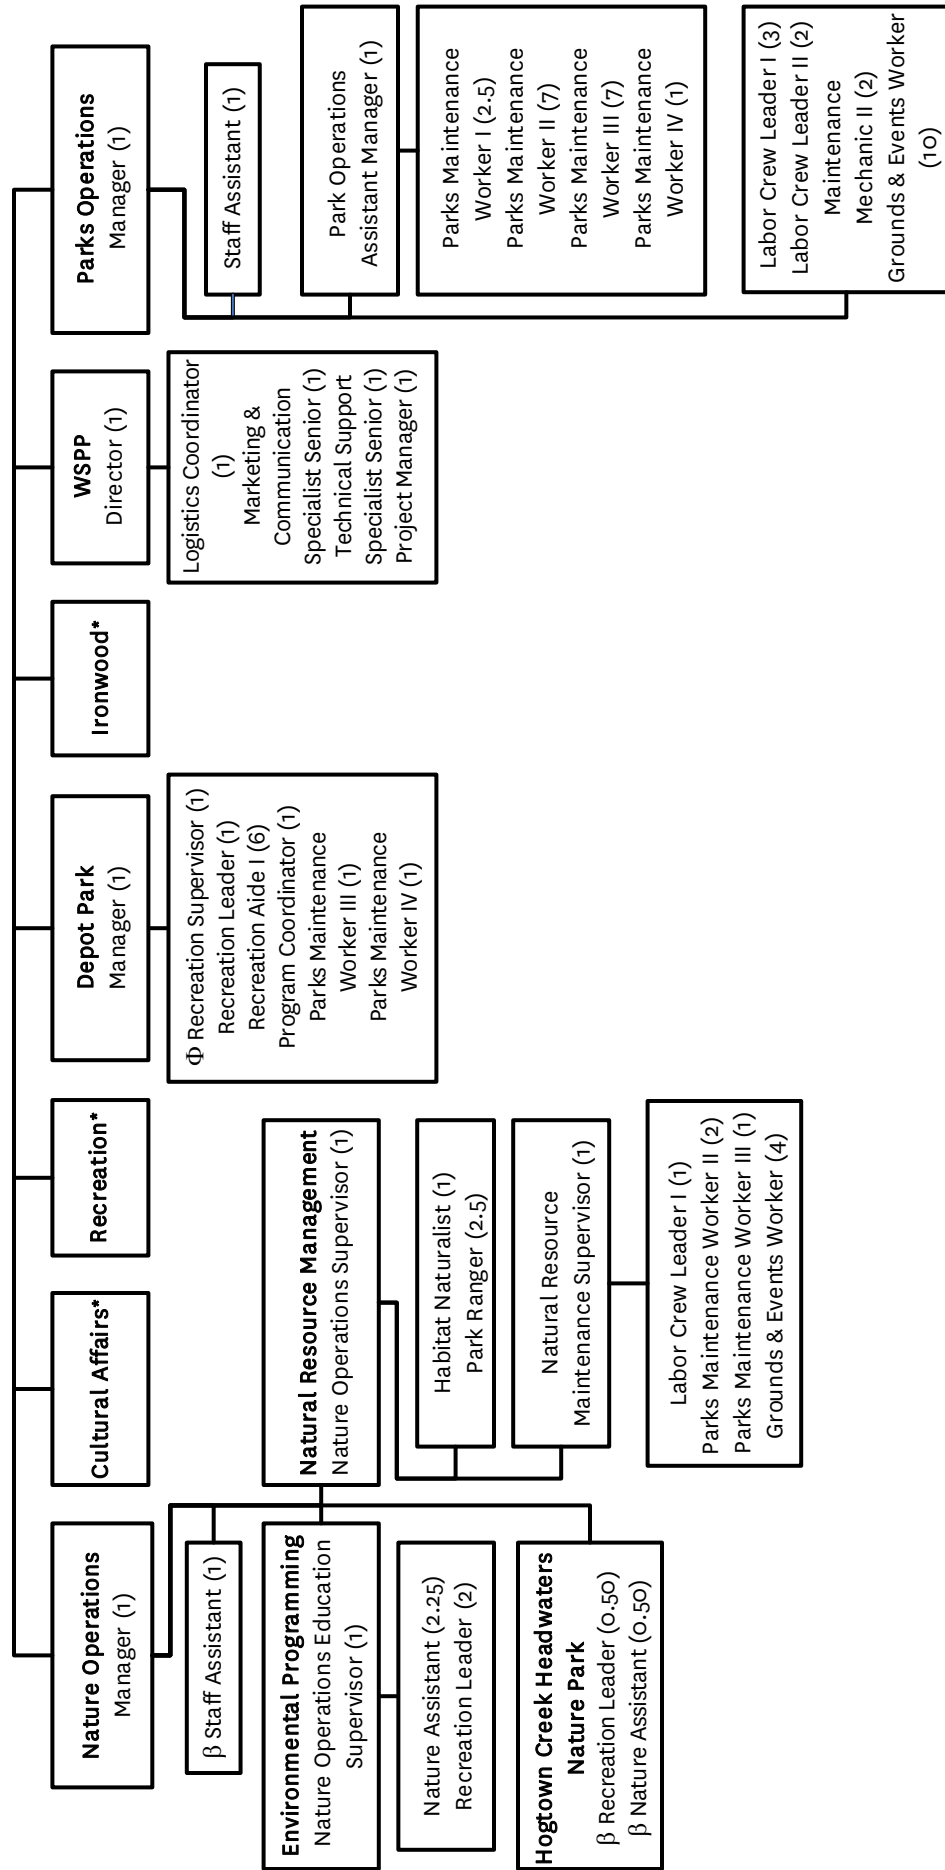 Nature Operations
Manager (1)
β Staff Assistant (1)
Environmental Programming
Nature Operations Education
Supervisor (1)
Nature Assistant (2.25)
Recreation Leader (2)
Hogtown Creek Headwaters
Nature Park
β Recreation Leader (0.50)
β Nature Assistant (0.50)
Natural Resource Management
Nature Operations Supervisor (1)
Habitat Naturalist (1)
Park Ranger (2.5)
Natural Resource
Maintenance Supervisor (1)
Labor Crew Leader I (1)
Parks Maintenance Worker II (2)
Parks Maintenance Worker III (1)
Grounds & Events Worker (4)
Cultural Affairs*
Recreation*
Depot Park
Manager (1)
Φ Recreation Supervisor (1)
Recreation Leader (1)
Recreation Aide I (6)
Program Coordinator (1)
Parks Maintenance
Worker III (1)
Parks Maintenance
Worker IV (1)
Ironwood*
WSPP
Director (1)
Logistics Coordinator
(1)
Marketing &
Communication
Specialist Senior (1)
Technical Support
Specialist Senior (1)
Project Manager (1)
Parks Operations
Manager (1)
Staff Assistant (1)
Park Operations
Assistant Manager (1)
Parks Maintenance
Worker I (2.5)
Parks Maintenance
Worker II (7)
Parks Maintenance
Worker III (7)
Parks Maintenance
Worker IV (1)
Labor Crew Leader I (3)
Labor Crew Leader II (2)
Maintenance
Mechanic II (2)
Grounds & Events Worker
(10)